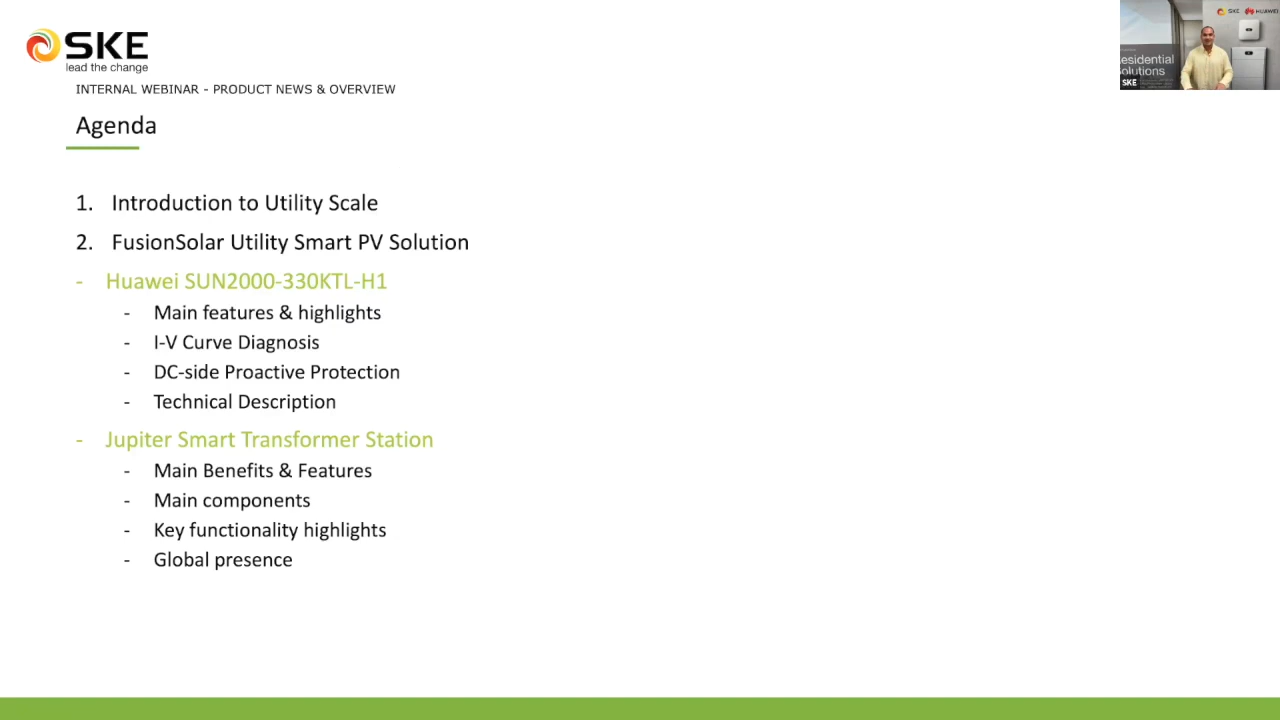 SKE
lead the change
INTERNAL WEBINAR - PRODUCT NEWS & OVERVIEW
Agenda
1. Introduction to Utility Scale
2. FusionSolar Utility Smart PV Solution
- Huawei SUN2000-330KTL-H1
- Main features & highlights
- I-V Curve Diagnosis
- DC-side Proactive Protection
- Technical Description
- Jupiter Smart Transformer Station
- Main Benefits & Features
- Main components
- Key functionality highlights
- Global presence
SKE HUAWEI
esidential
olutions
SKE